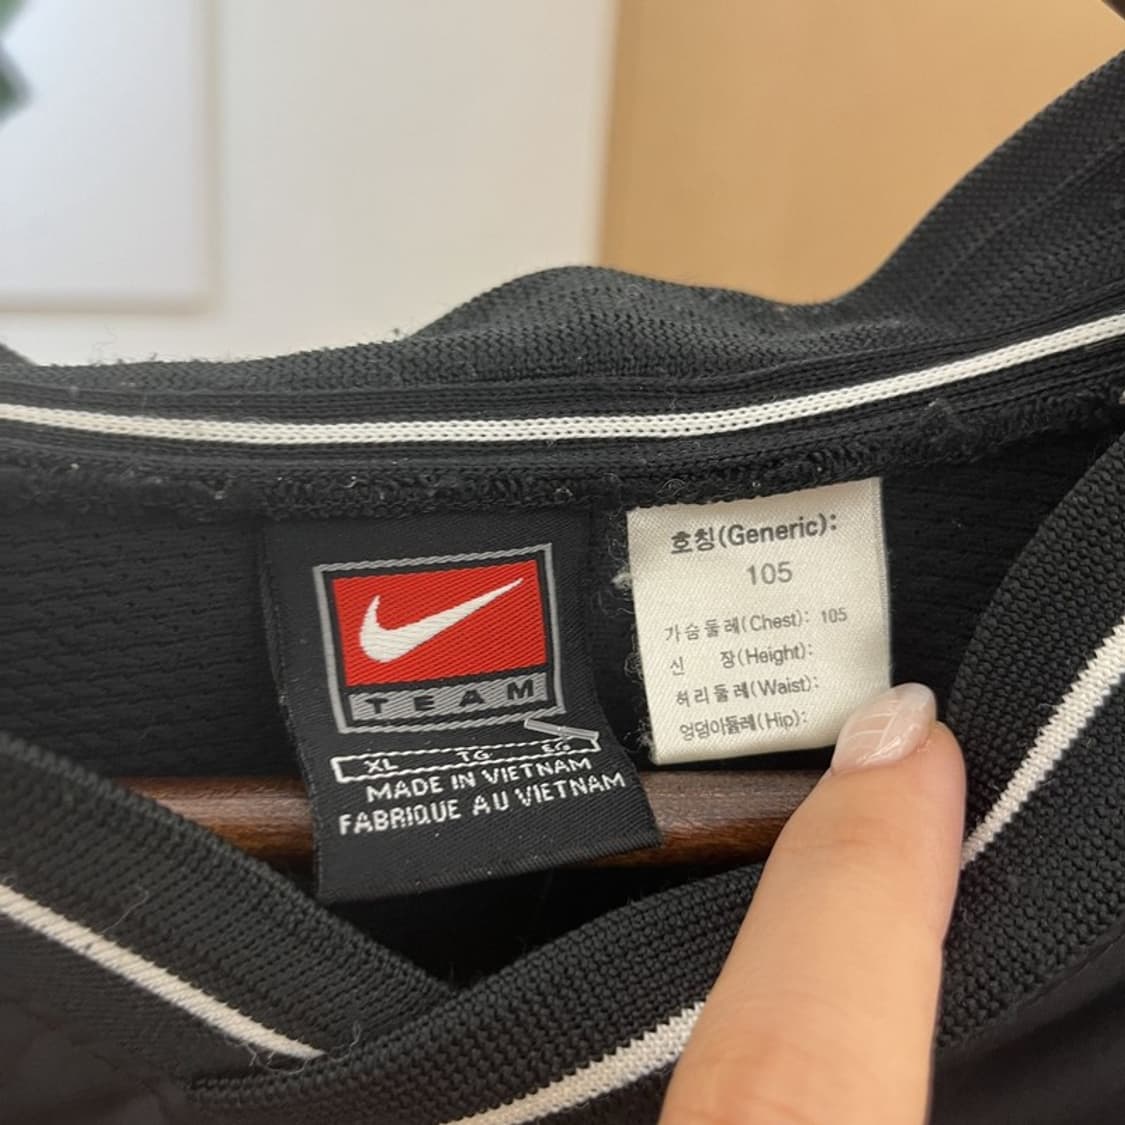 TEAM
XL TG EG
MADE IN VIETNAM
FABRIQUE AU VIETNAM
호칭(Generic):
105
가슴둘레(Chest): 105
신 장(Height):
허리둘레(Waist):
엉덩이둘레(Hip):